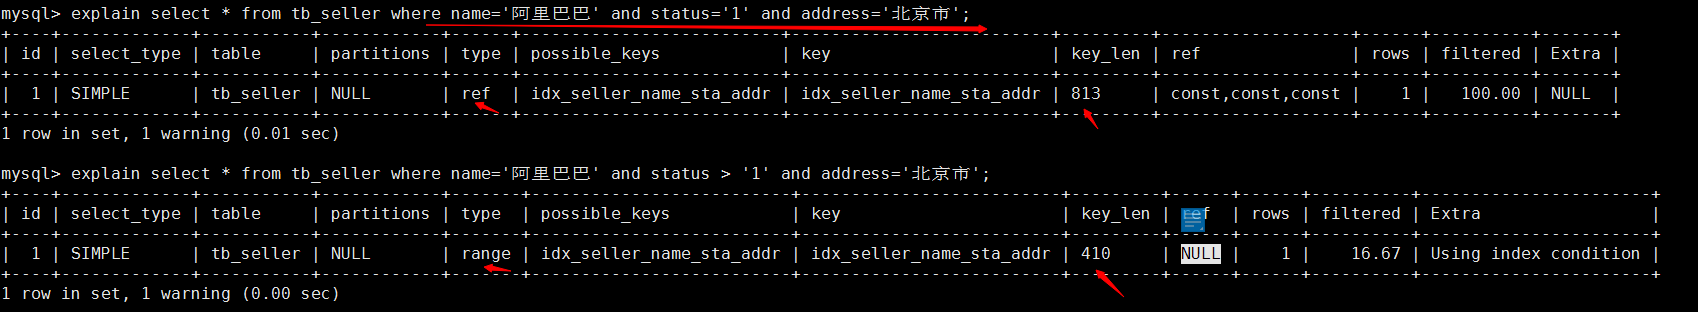 mysql> explain select * from tb_seller where name='阿里巴巴' and status='1' and address='北京市';
+----+-------------+-----------+------------+------+--------------------------+--------------------------+---------+-------------------+------+----------+-------+
| id | select_type | table     | partitions | type | possible_keys            | key                      | key_len | ref               | rows | filtered | Extra |
+----+-------------+-----------+------------+------+--------------------------+--------------------------+---------+-------------------+------+----------+-------+
|  1 | SIMPLE      | tb_seller | NULL       | ref  | idx_seller_name_sta_addr | idx_seller_name_sta_addr | 813     | const,const,const |    1 |   100.00 | NULL  |
+----+-------------+-----------+------------+------+--------------------------+--------------------------+---------+-------------------+------+----------+-------+
1 row in set, 1 warning (0.01 sec)
mysql> explain select * from tb_seller where name='阿里巴巴' and status > '1' and address='北京市';
+----+-------------+-----------+------------+-------+--------------------------+--------------------------+---------+------+------+----------+-----------------------+
| id | select_type | table     | partitions | type  | possible_keys            | key                      | key_len | ref  | rows | filtered | Extra                 |
+----+-------------+-----------+------------+-------+--------------------------+--------------------------+---------+------+------+----------+-----------------------+
|  1 | SIMPLE      | tb_seller | NULL       | range | idx_seller_name_sta_addr | idx_seller_name_sta_addr | 410     | NULL |    1 |    16.67 | Using index condition |
+----+-------------+-----------+------------+-------+--------------------------+--------------------------+---------+------+------+----------+-----------------------+
1 row in set, 1 warning (0.00 sec)